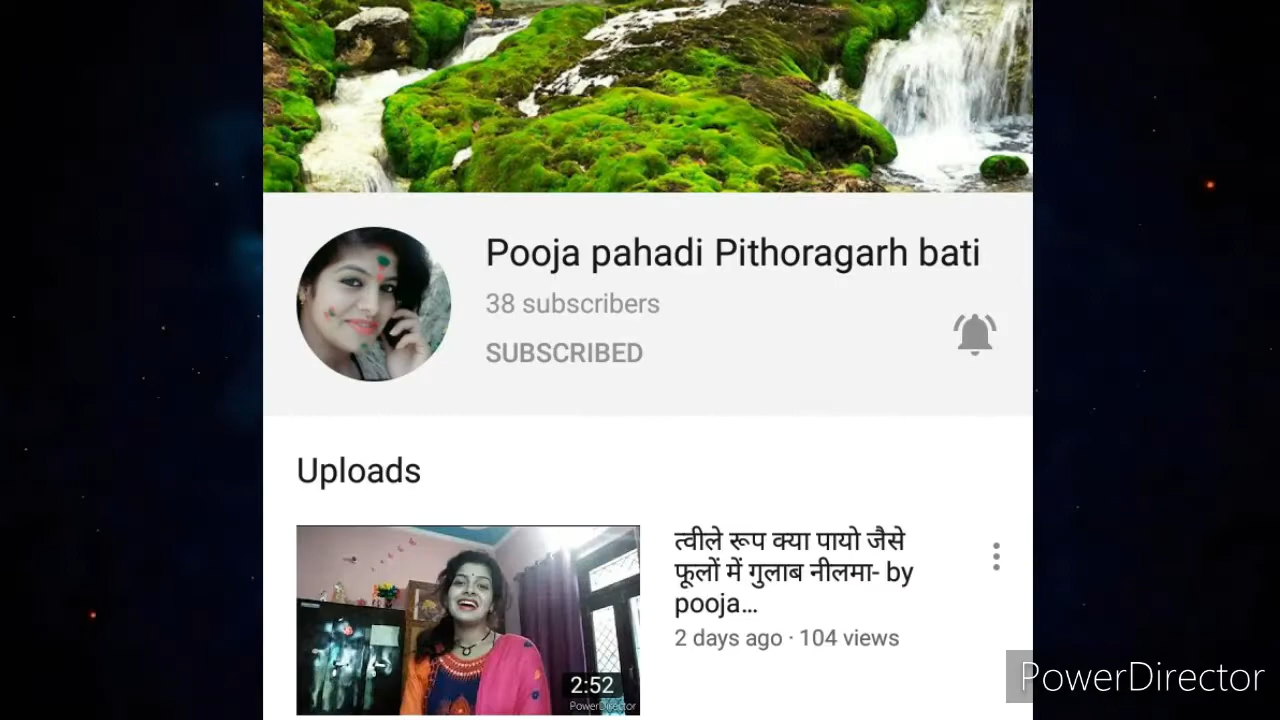 Pooja pahadi Pithoragarh bati
38 subscribers
SUBSCRIBED
Uploads
त्वीले रूप क्या पायो जैसे
फूलों में गुलाब नीलमा- by
pooja...
2 days ago · 104 views
2:52
PowerDirector
PowerDirector